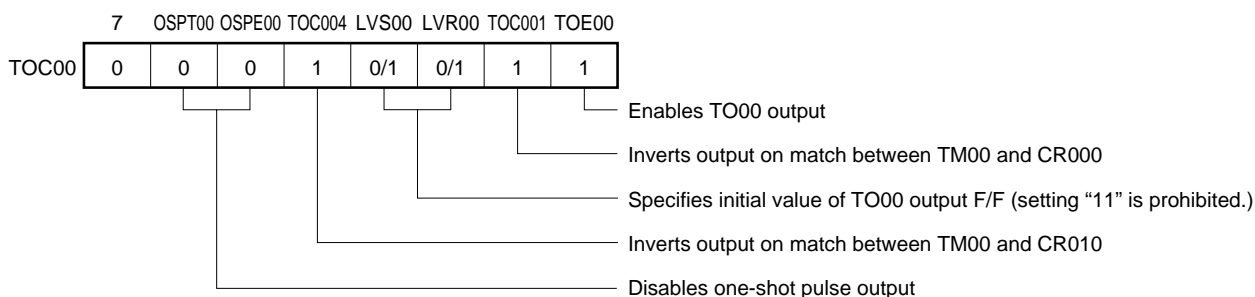 7 OSPT00 OSPE00 TOC004 LVS00 LVR00 TOC001 TOE00
TOC00 0 0 0 1 0/1 0/1 1 1
Enables TO00 output
Inverts output on match between TM00 and CR000
Specifies initial value of TO00 output F/F (setting “11” is prohibited.)
Inverts output on match between TM00 and CR010
Disables one-shot pulse output